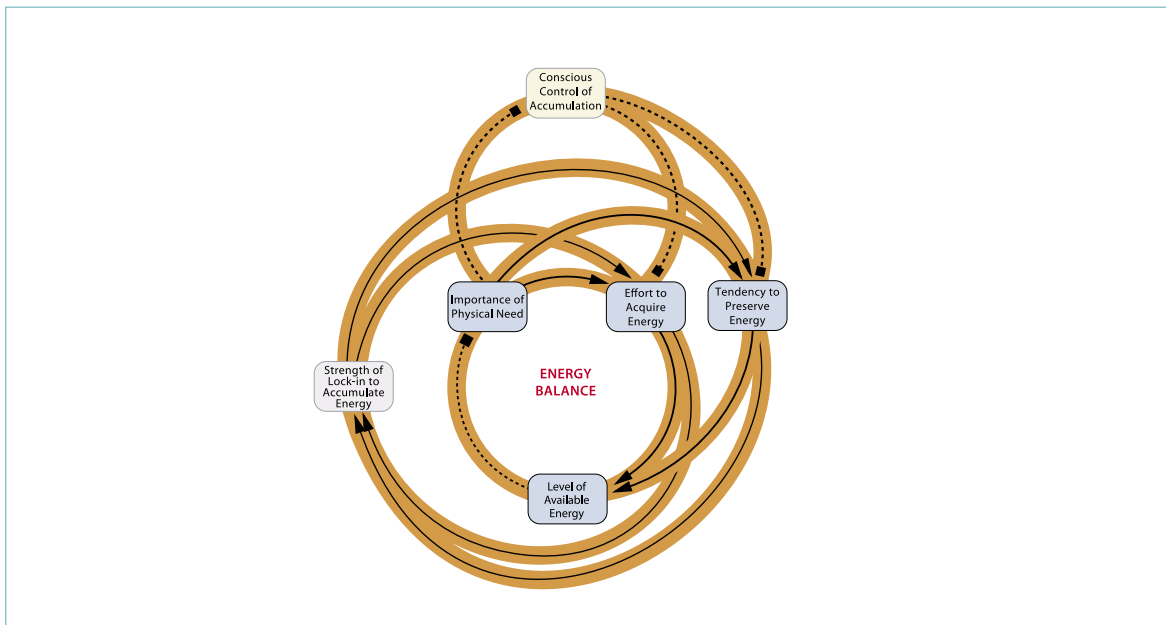 Conscious
Control of
Accumulation
Importance of
Physical Need
Effort to
Acquire
Energy
Tendency to
Preserve
Energy
Strength of
Lock-in to
Accumulate
Energy
ENERGY
BALANCE
Level of
Available
Energy